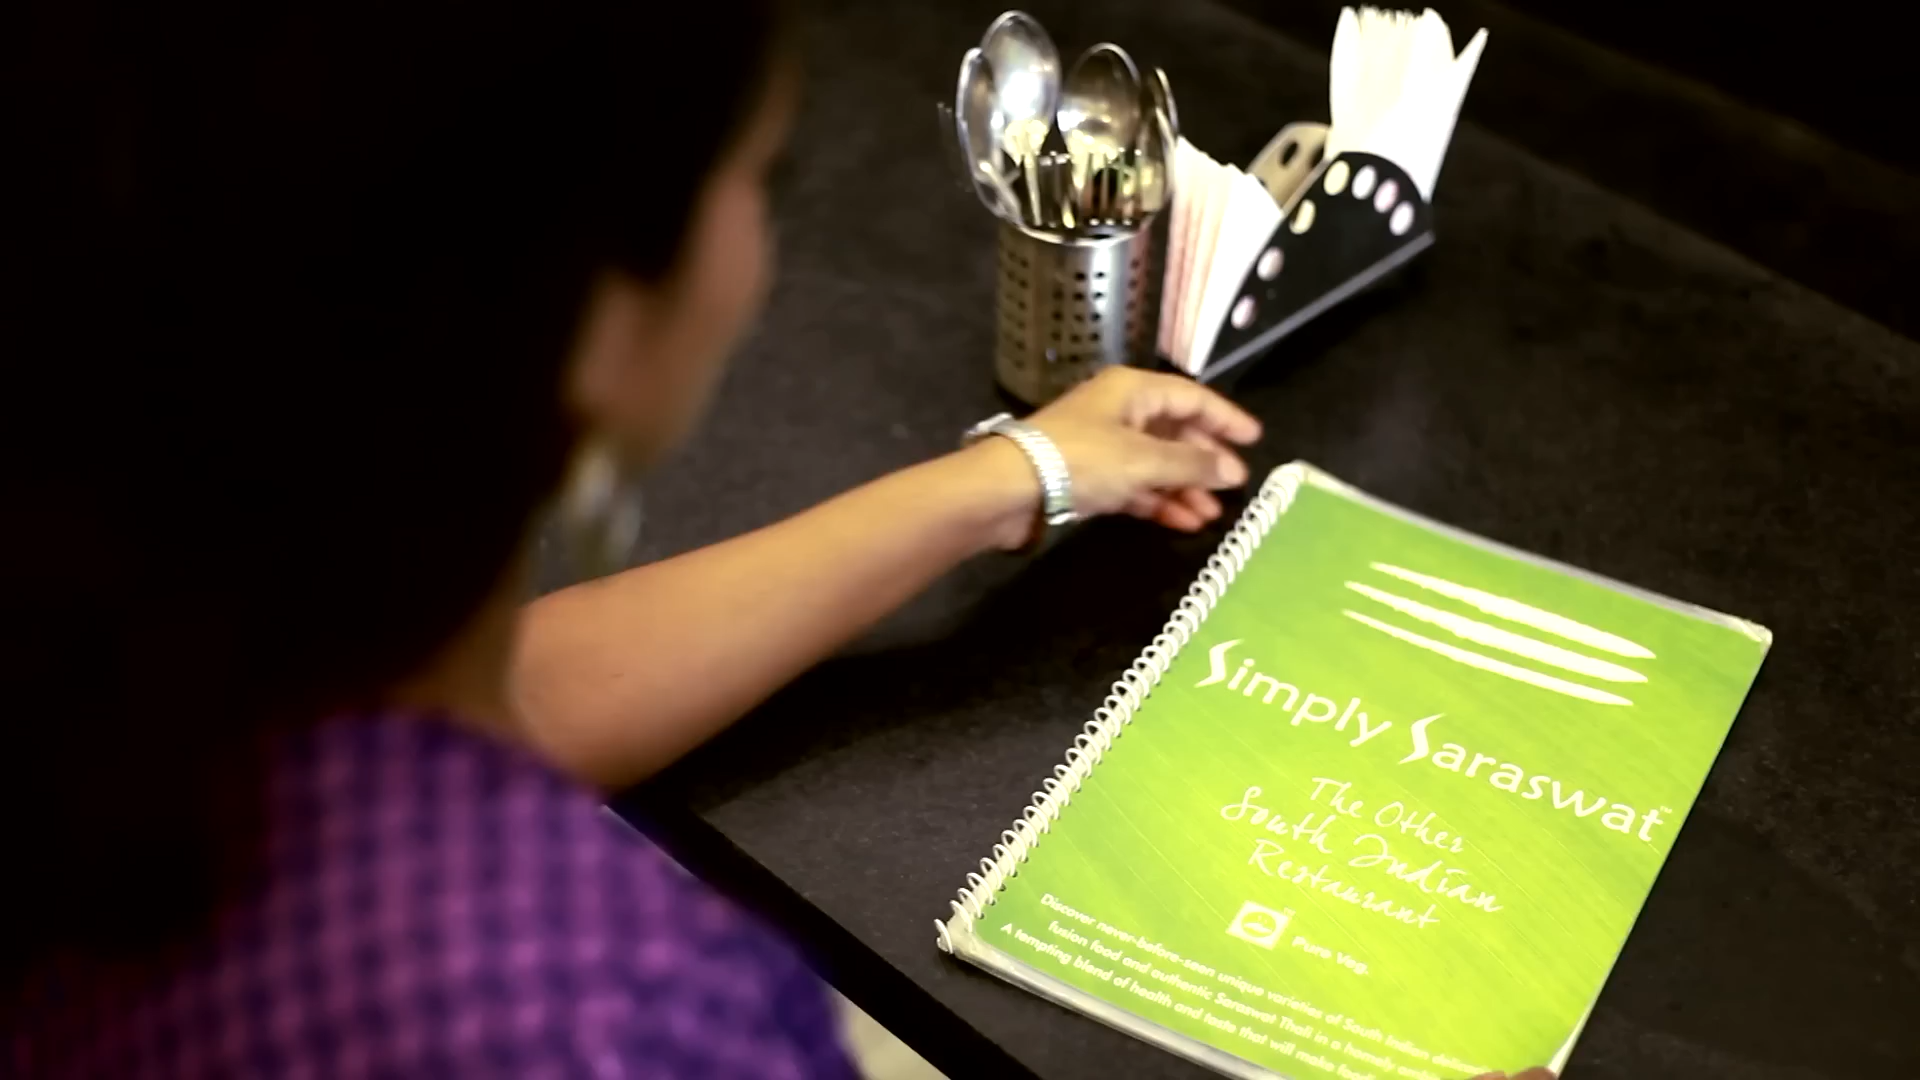 Simply Saraswat™
The Other
South Indian
Restaurant
Pure Veg.
Discover never-before-seen unique varieties of South Indian
fusion food and authentic Saraswat Thali in a homely
A tempting blend of health and taste that will make